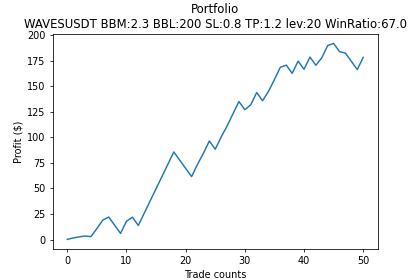 Portfolio
WAVESUSDT BBM:2.3 BBL:200 SL:0.8 TP:1.2 lev:20 WinRatio:67.0
200
175
150
125
100
75
50
25
0
Profit ($)
0 10 20 30 40 50
Trade counts